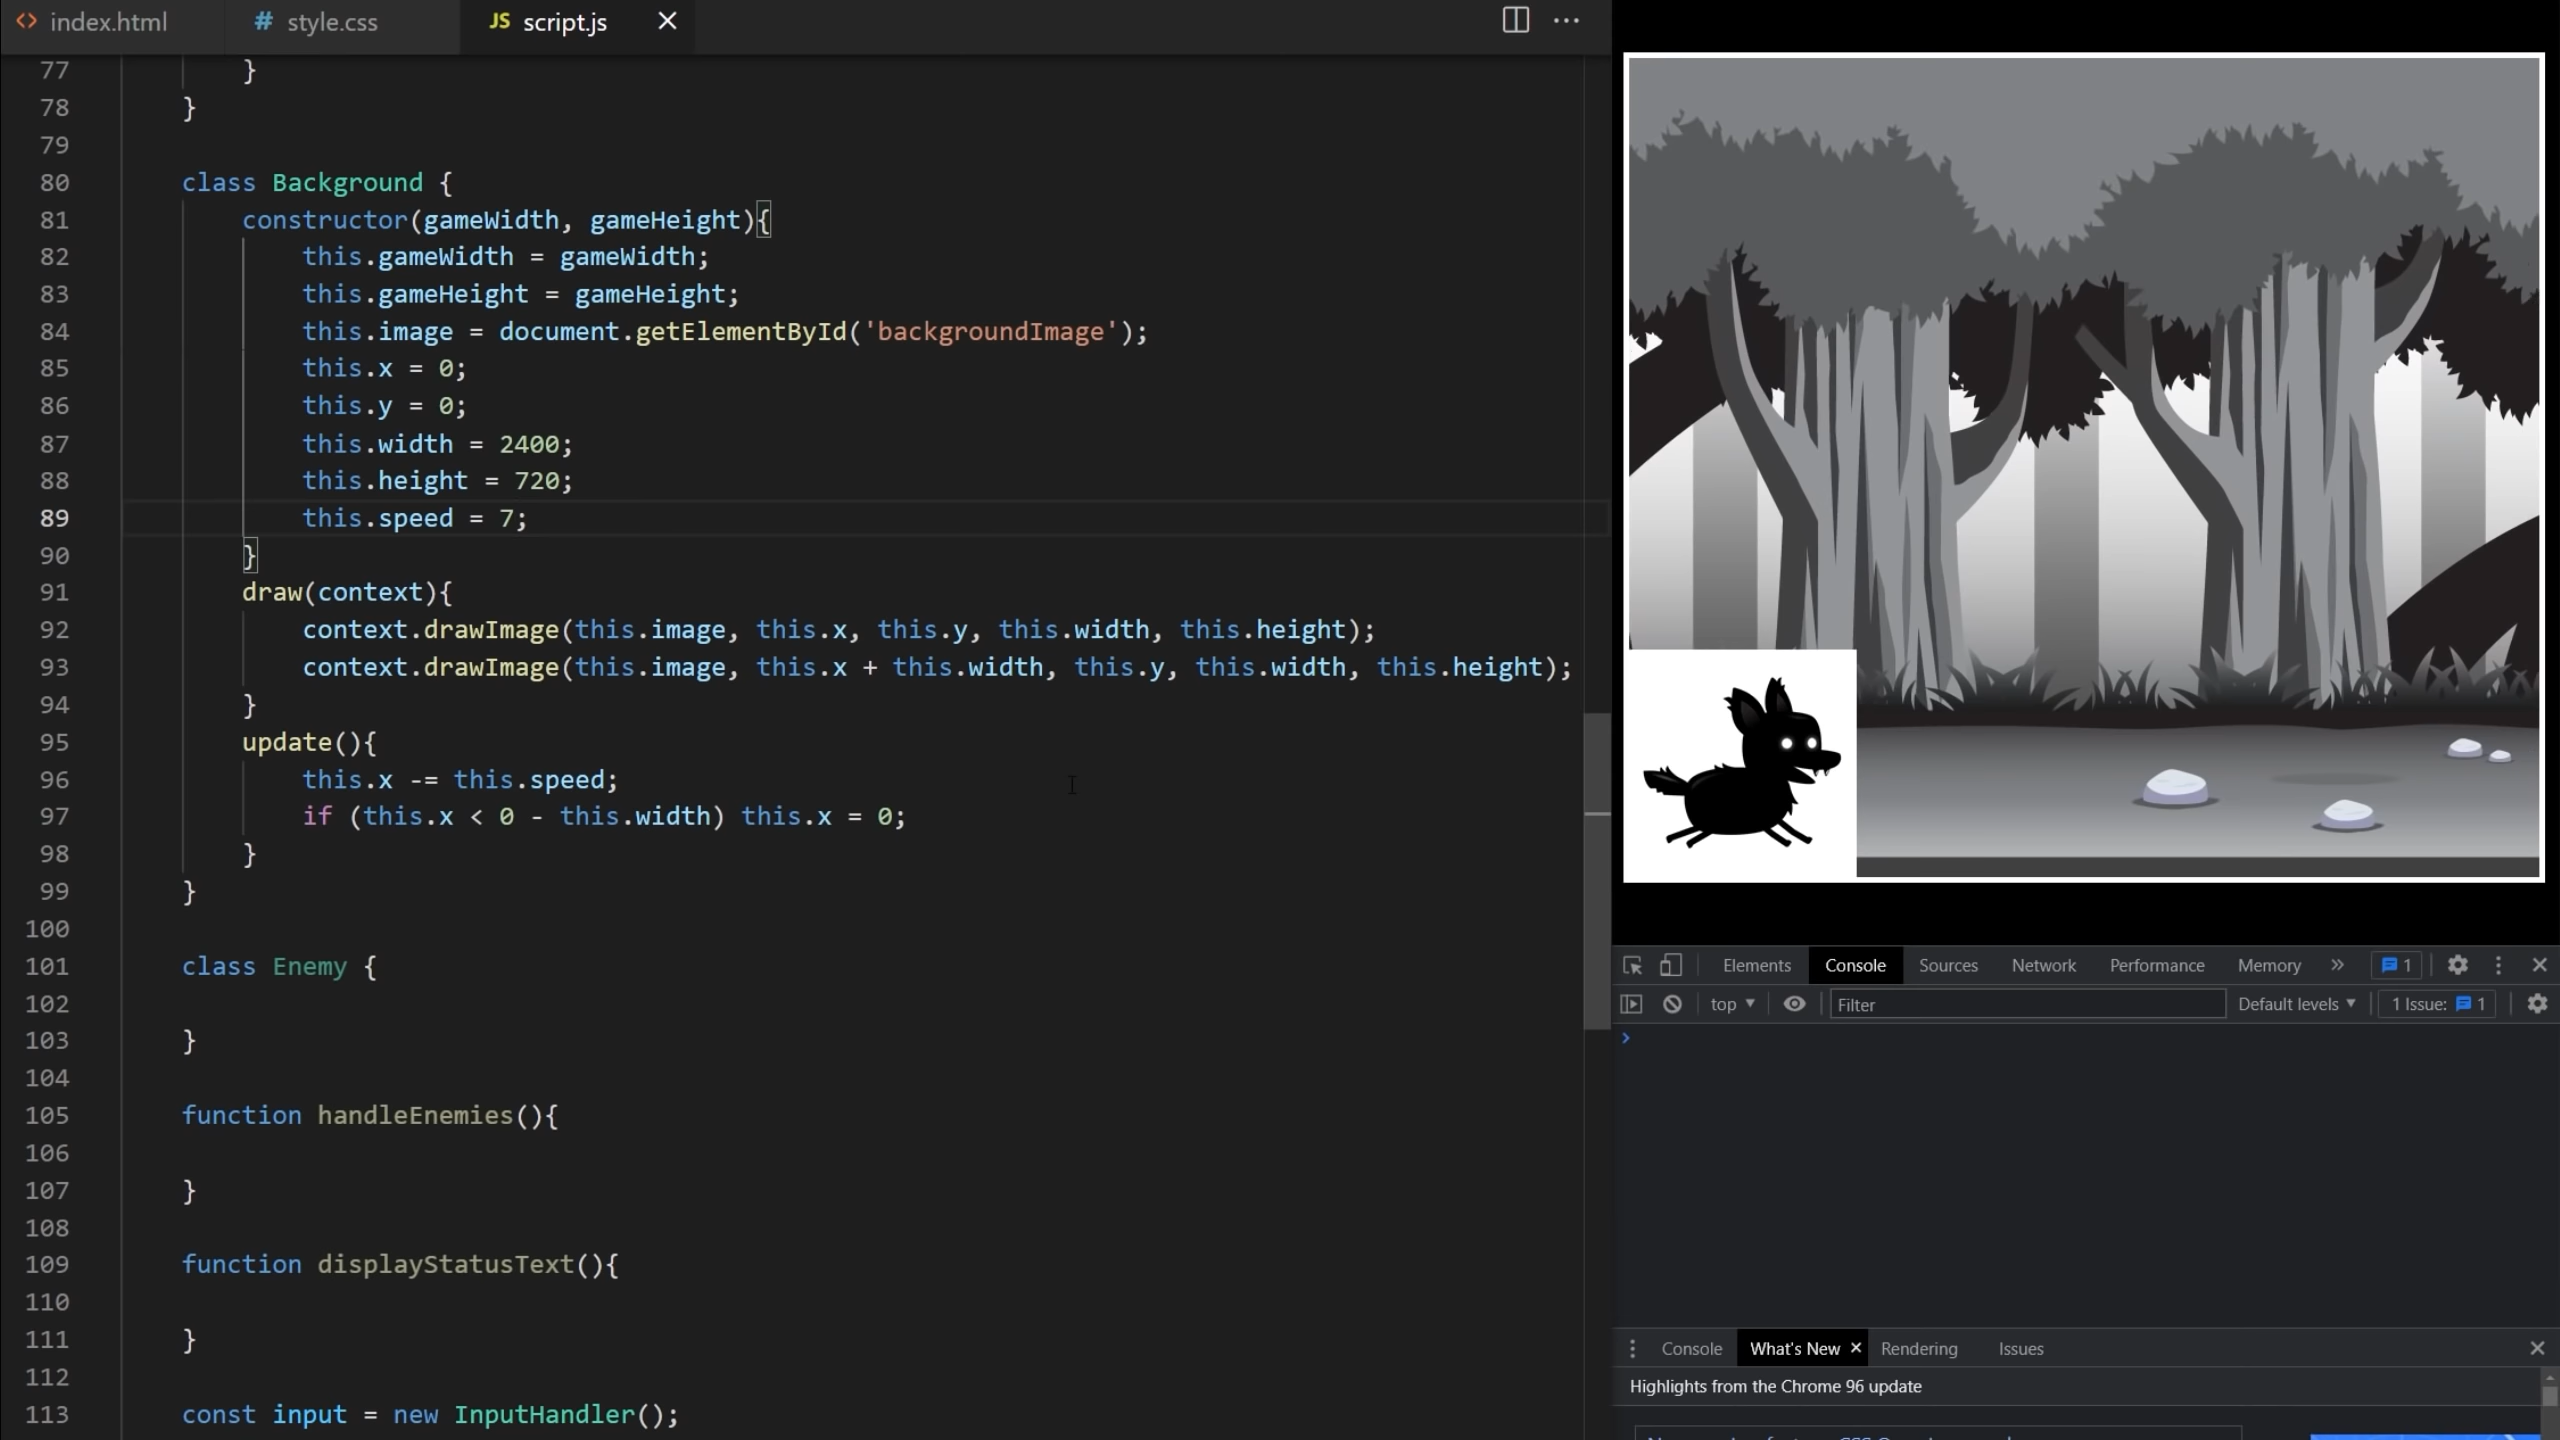 index.html
# style.css
JS script.js
77 }
78 }
79
80 class Background {
81 constructor(gameWidth, gameHeight){
82 this.gameWidth = gameWidth;
83 this.gameHeight = gameHeight;
84 this.image = document.getElementById('backgroundImage');
85 this.x = 0;
86 this.y = 0;
87 this.width = 2400;
88 this.height = 720;
89 this.speed = 7;
90 }
91 draw(context){
92 context.drawImage(this.image, this.x, this.y, this.width, this.height);
93 context.drawImage(this.image, this.x + this.width, this.y, this.width, this.height);
94 }
95 update(){
96 this.x -= this.speed;
97 if (this.x < 0 - this.width) this.x = 0;
98 }
99 }
100
101 class Enemy {
102
103 }
104
105 function handleEnemies(){
106
107 }
108
109 function displayStatusText(){
110
111 }
112
113 const input = new InputHandler();
Elements Console Sources Network Performance Memory » 1
top Filter Default levels 1 Issue: 1
Console What's New Rendering Issues
Highlights from the Chrome 96 update